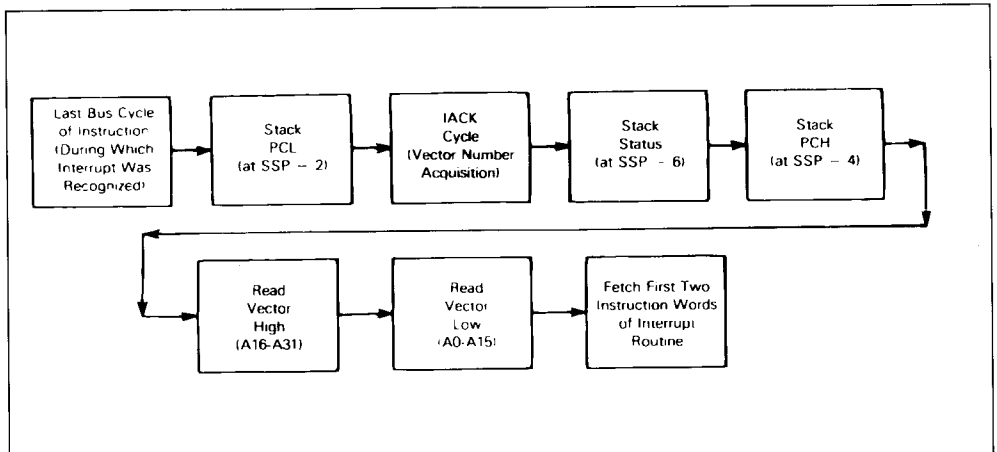 Last Bus Cycle
of Instruction
(During Which
Interrupt Was
Recognized)
Stack
PCL
(at SSP – 2)
IACK
Cycle
(Vector Number
Acquisition)
Stack
Status
(at SSP - 6)
Stack
PCH
(at SSP – 4)
Read
Vector
High
(A16-A31)
Read
Vector
Low
(A0-A15)
Fetch First Two
Instruction Words
of Interrupt
Routine